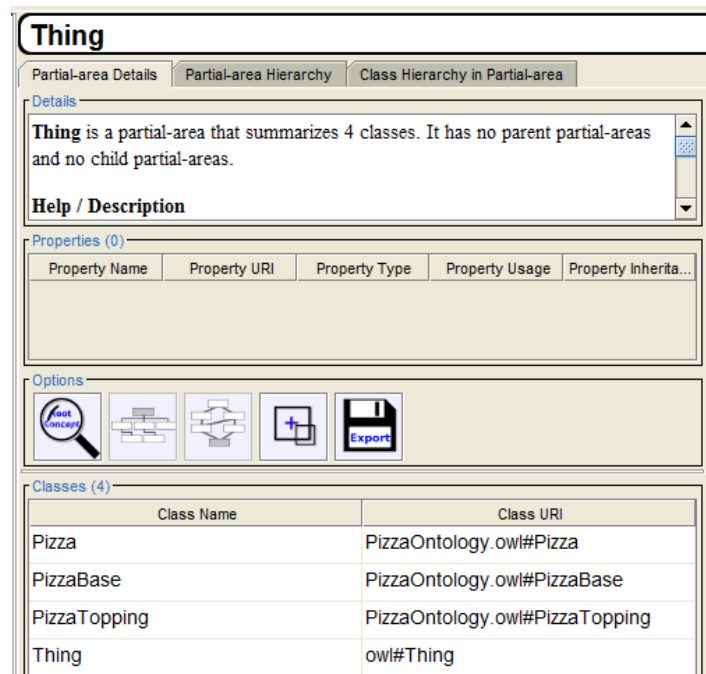 Thing
Partial-area Details Partial-area Hierarchy Class Hierarchy in Partial-area
Details
Thing is a partial-area that summarizes 4 classes. It has no parent partial-areas
and no child partial-areas.
Help / Description
Properties (0)
Property Name Property URI Property Type Property Usage Property Inherita...
Options
Root
Concept
Export
Classes (4)
Class Name Class URI
Pizza PizzaOntology.owl#Pizza
PizzaBase PizzaOntology.owl#PizzaBase
PizzaTopping PizzaOntology.owl#PizzaTopping
Thing owl#Thing